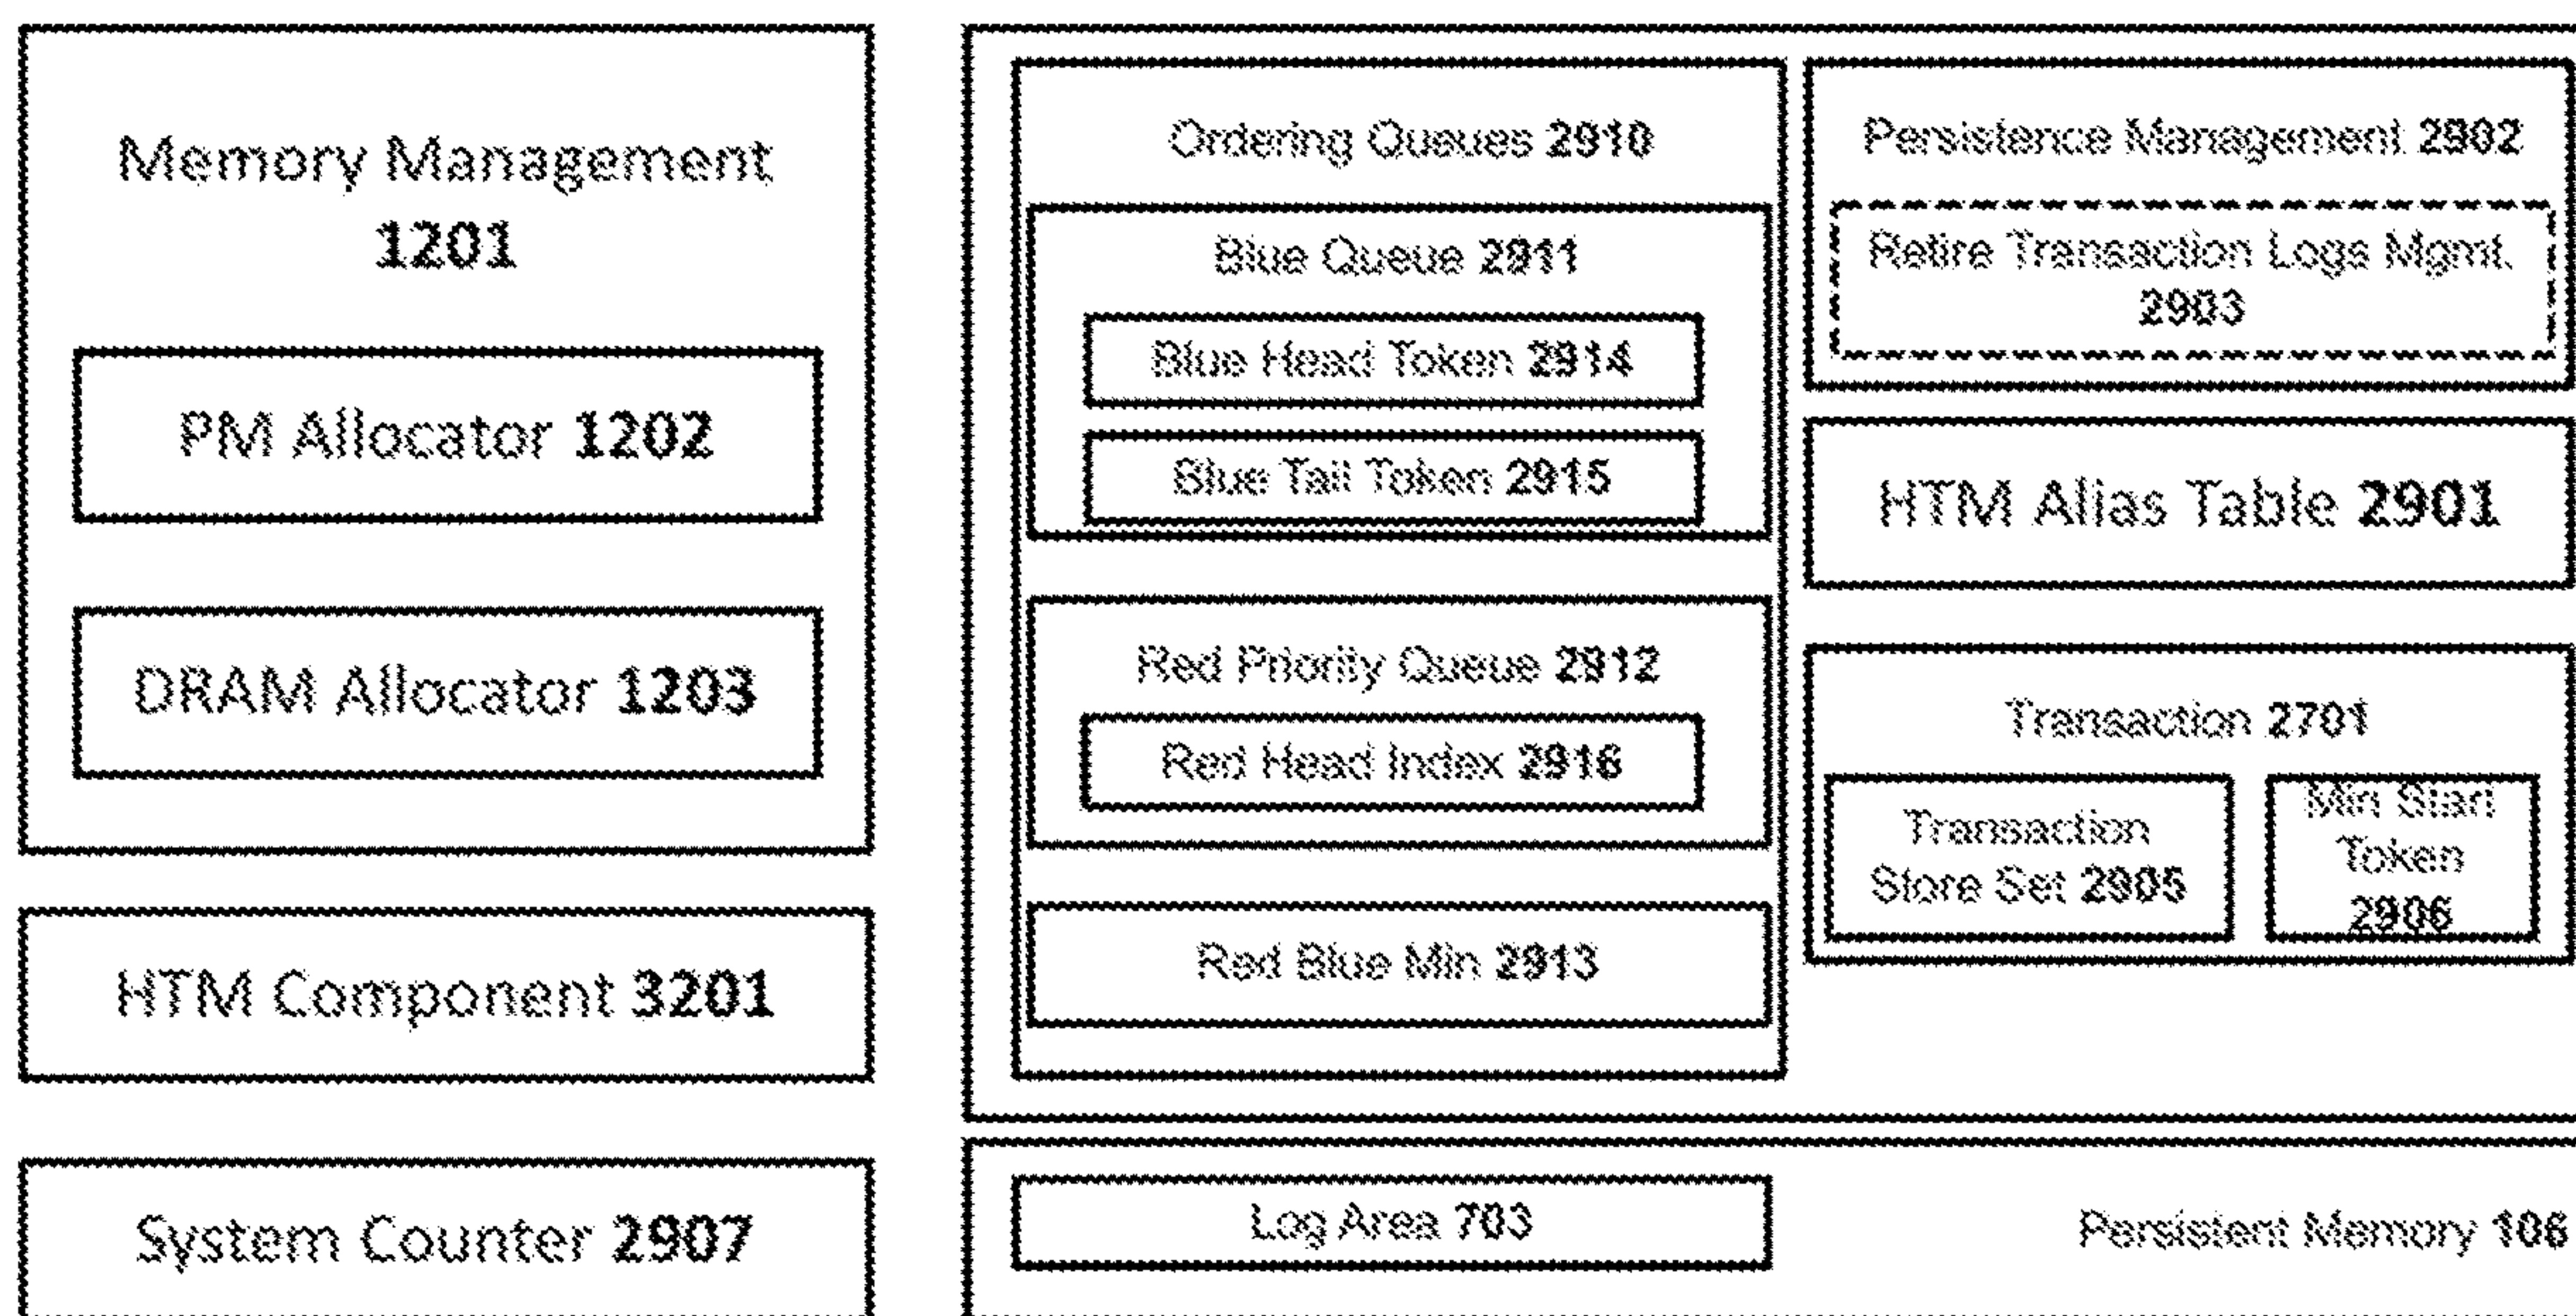 Memory Management
1201
PM Allocator 1202
DRAM Allocator 1203
HTM Component 3201
System Counter 2907
Ordering Queues 2910
Blue Queue 2911
Blue Head Token 2914
Blue Tail Token 2915
Red Priority Queue 2912
Red Head Index 2916
Red Blue Min 2913
Persistence Management 2902
Retire Transaction Logs Mgmt.
2903
HTM Alias Table 2901
Transaction 2701
Transaction
Store Set 2905
Min Start
Token
2906
Log Area 703
Persistent Memory 106